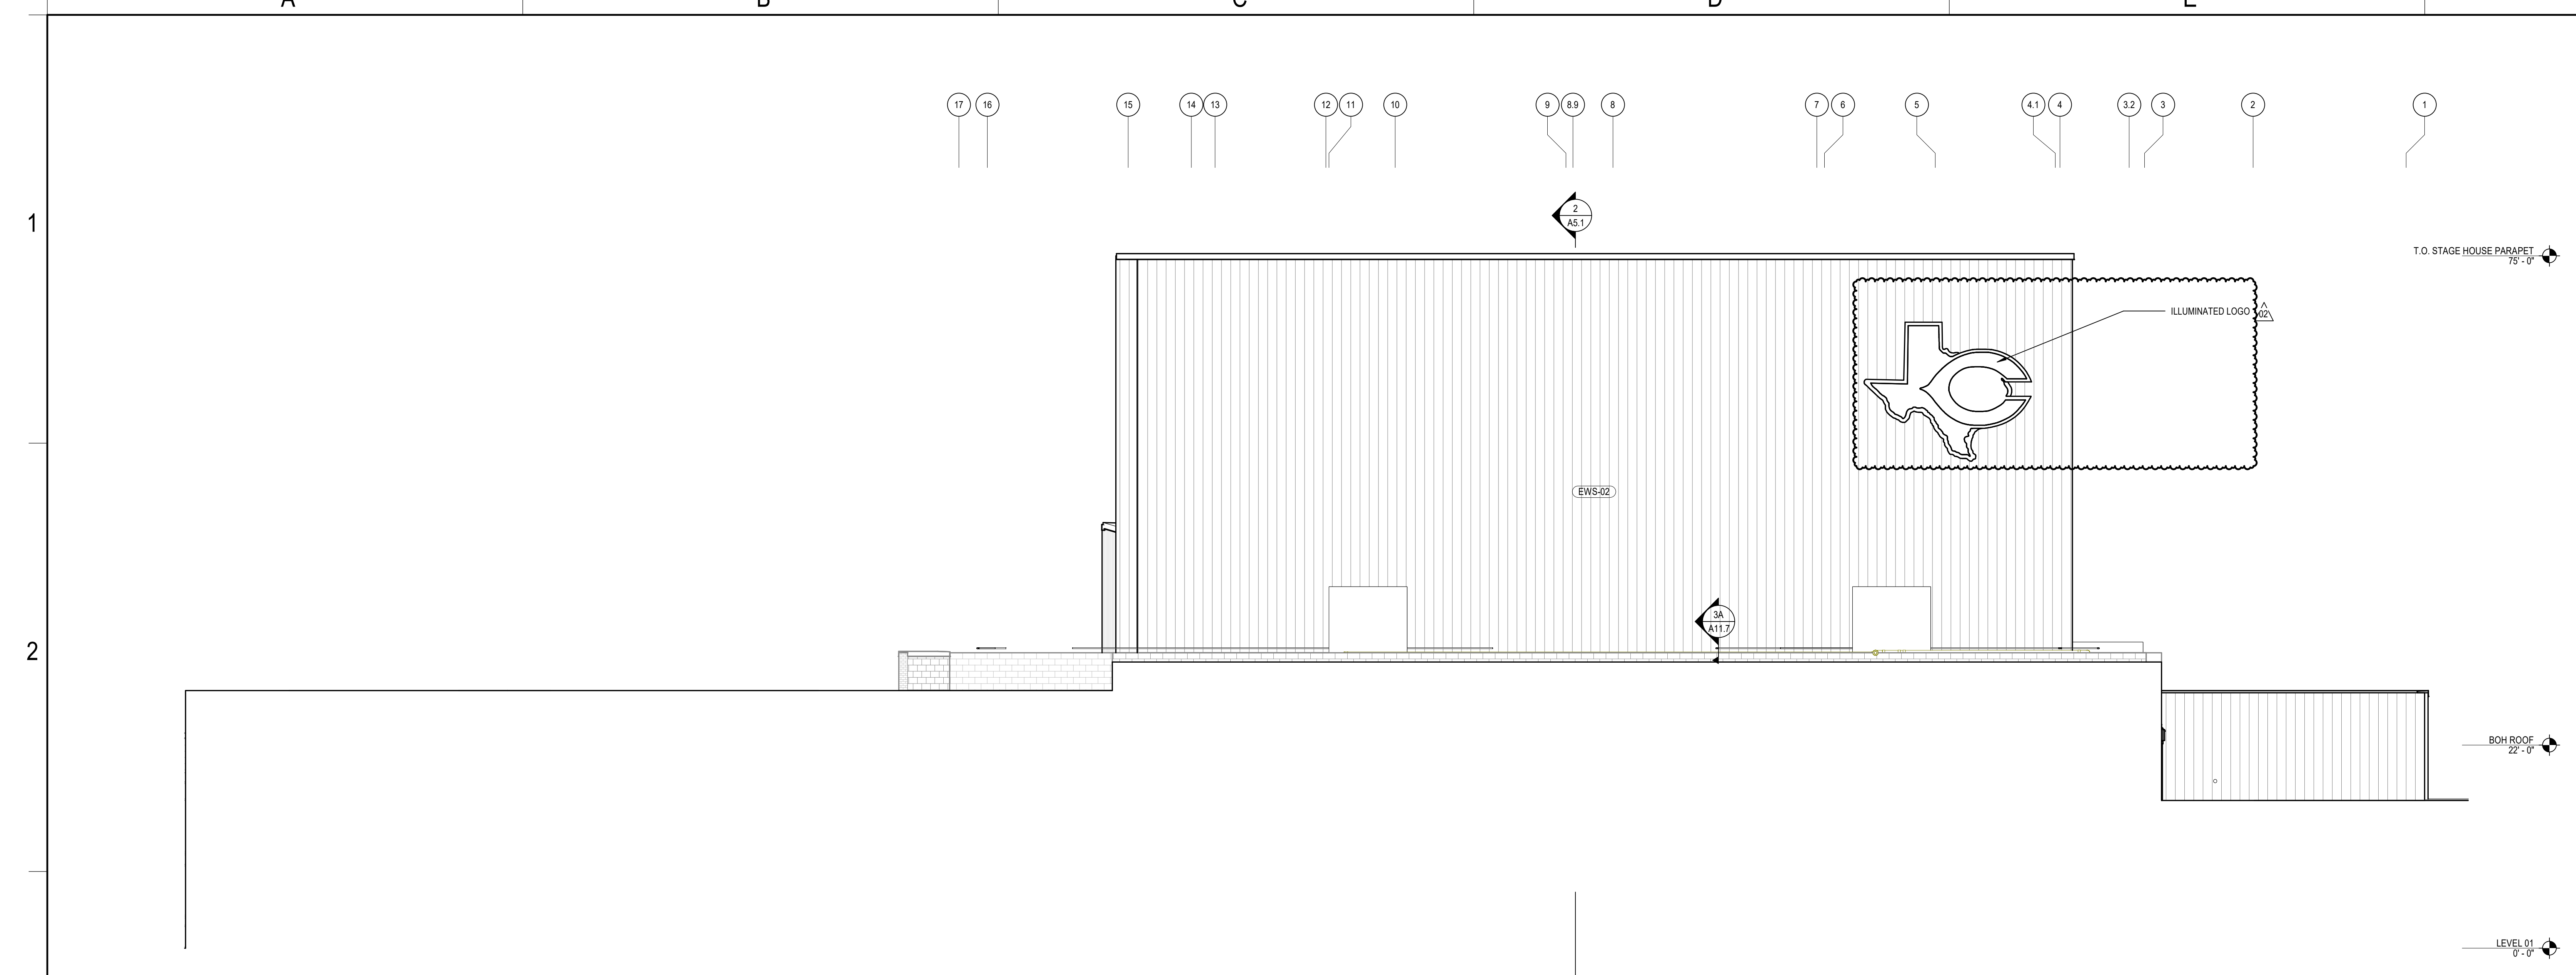 A B C D E
17 16 15 14 13 12 11 10 9 8.9 8 7 6 5 4.1 4 3.2 3 2 1
1
2
A5.1
T.O. STAGE HOUSE PARAPET
75' - 0"
ILLUMINATED LOGO 02
EWS-02
3A
A11.7
2
BOH ROOF
22' - 0"
LEVEL 01
0' - 0"